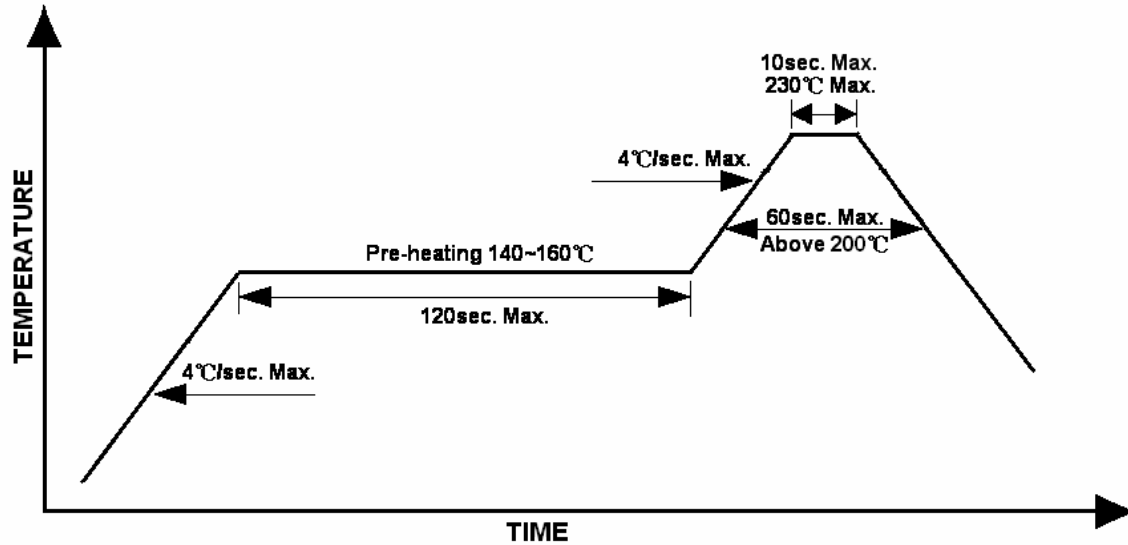 10sec. Max.
230℃ Max.
4℃/sec. Max.
60sec. Max.
Above 200℃
Pre-heating 140~160℃
120sec. Max.
4℃/sec. Max.
TEMPERATURE
TIME